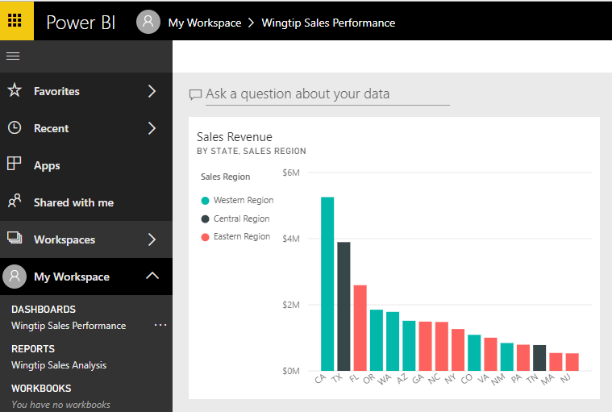 Power BI
My Workspace > Wingtip Sales Performance
Favorites
Recent
Apps
Shared with me
Workspaces
My Workspace
DASHBOARDS
Wingtip Sales Performance ...
REPORTS
Wingtip Sales Analysis
WORKBOOKS
You have no workbooks
Ask a question about your data
Sales Revenue
BY STATE, SALES REGION
Sales Region
Western Region
Central Region
Eastern Region
$6M
$4M
$2M
$0M
CA TX FL OR WA AZ GA NC NY CO VA NM PA TN MA NJ